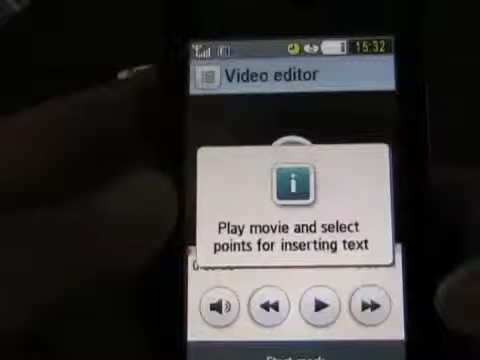 15:32
Video editor
i
Play movie and select
points for inserting text